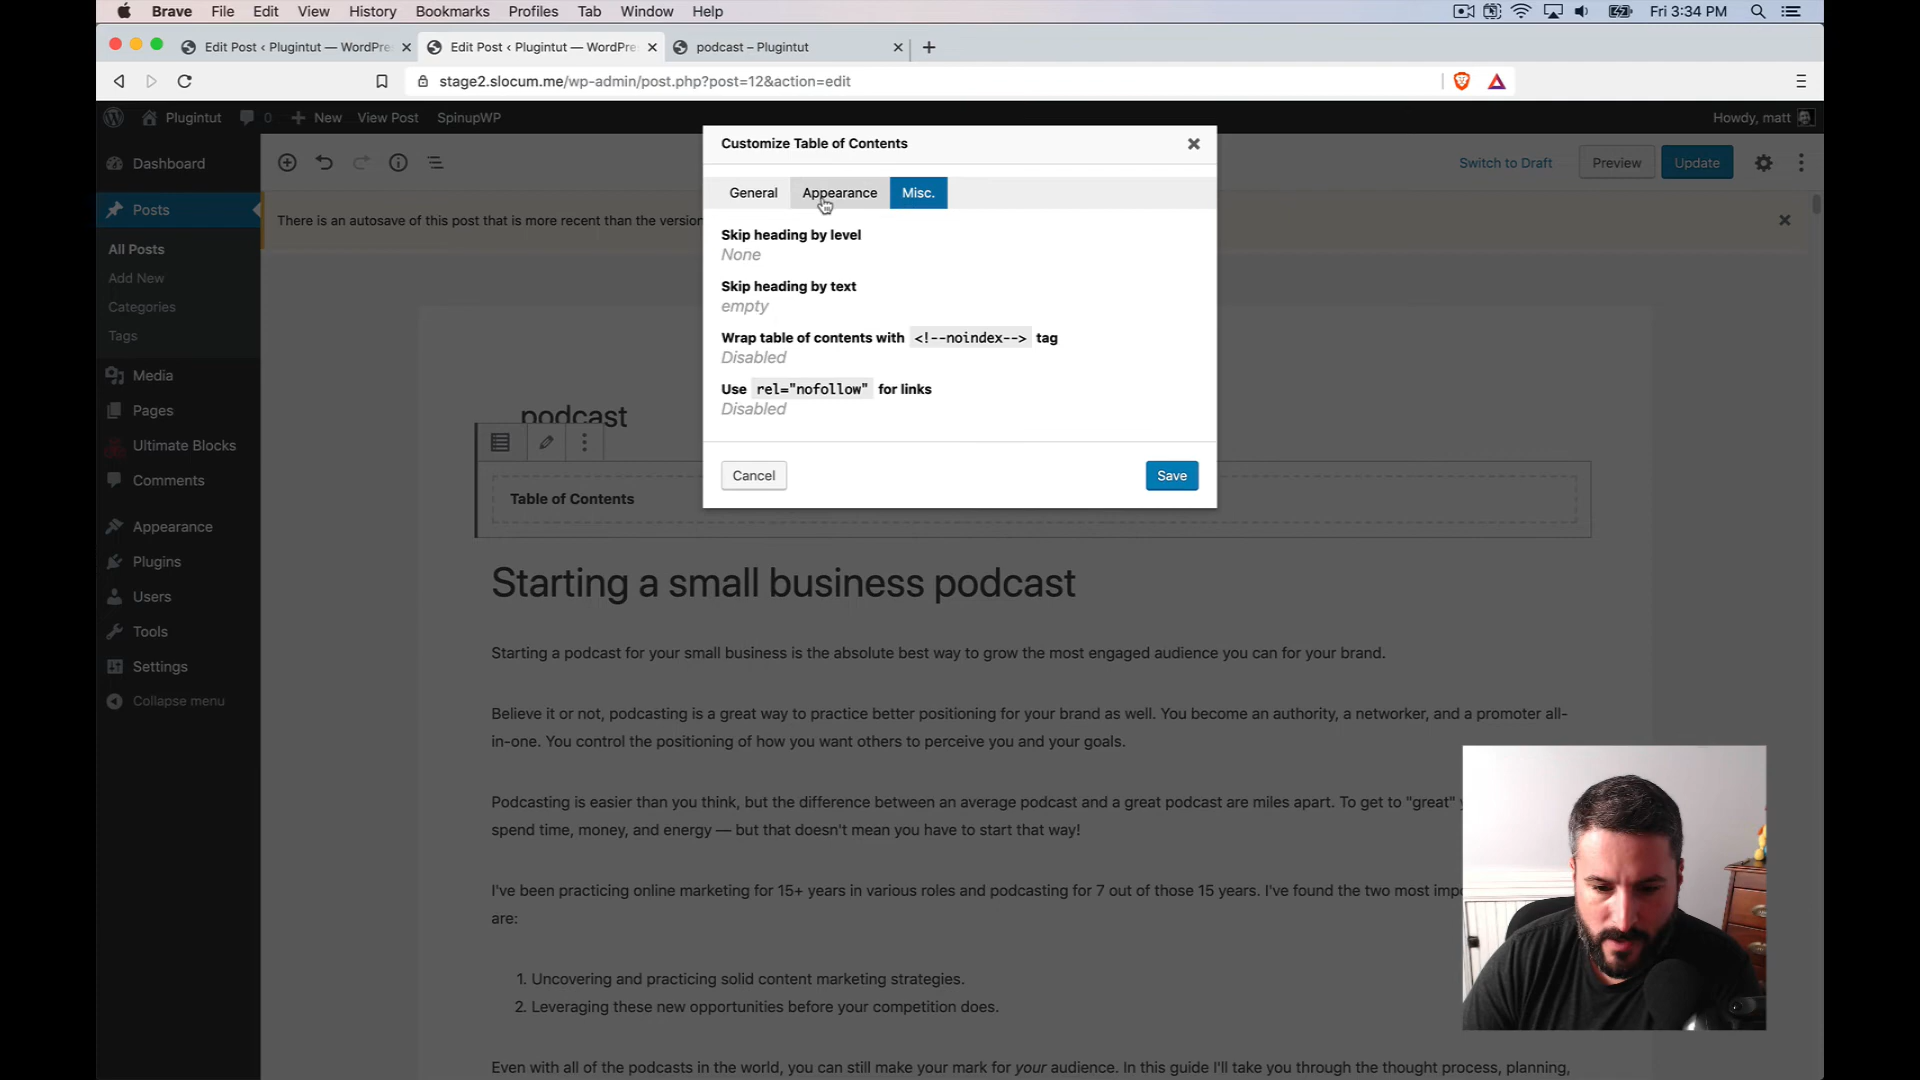 Brave File Edit View History Bookmarks Profiles Tab Window Help Fri 3:34 PM
Edit Post ‹ Plugintut — WordPre Edit Post ‹ Plugintut — WordPre podcast – Plugintut
stage2.slocum.me/wp-admin/post.php?post=12&action=edit
Plugintut 0 New View Post SpinupWP Howdy, matt
Customize Table of Contents
Dashboard
Switch to Draft Preview Update
General Appearance Misc.
Posts
There is an autosave of this post that is more recent than the version
Skip heading by level
None
All Posts
Add New
Skip heading by text
empty
Categories
Tags
Wrap table of contents with <!--noindex--> tag
Disabled
Media
Use rel="nofollow" for links
Disabled
Pages
podcast
Ultimate Blocks
Cancel Save
Comments
Table of Contents
Appearance
Plugins
Users
Tools
Settings
Collapse menu
Starting a small business podcast
Starting a podcast for your small business is the absolute best way to grow the most engaged audience you can for your brand.
Believe it or not, podcasting is a great way to practice better positioning for your brand as well. You become an authority, a networker, and a promoter all-
in-one. You control the positioning of how you want others to perceive you and your goals.
Podcasting is easier than you think, but the difference between an average podcast and a great podcast are miles apart. To get to "great"
spend time, money, and energy — but that doesn't mean you have to start that way!
I've been practicing online marketing for 15+ years in various roles and podcasting for 7 out of those 15 years. I've found the two most impo
are:
1. Uncovering and practicing solid content marketing strategies.
2. Leveraging these new opportunities before your competition does.
Even with all of the podcasts in the world, you can still make your mark for your audience. In this guide I'll take you through the thought process, planning,